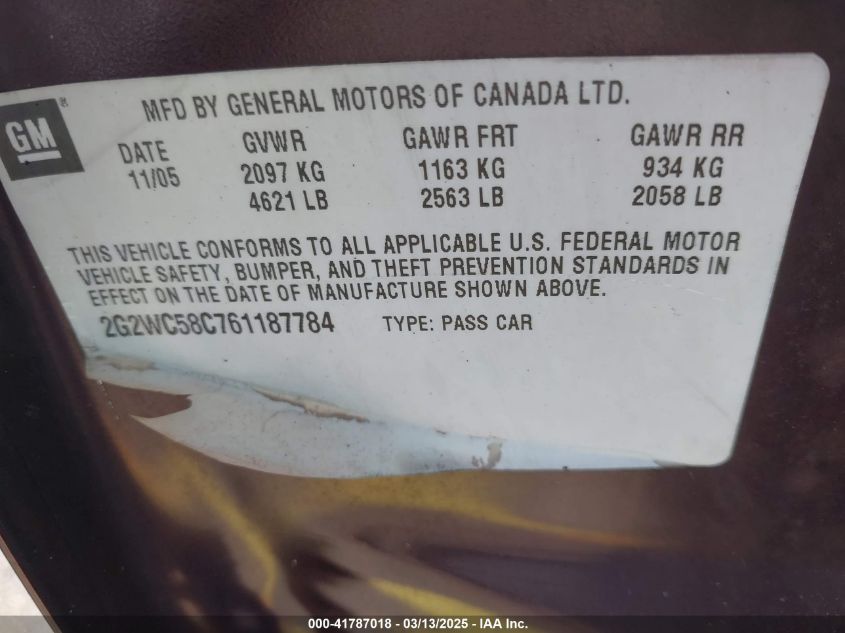 MFD BY GENERAL MOTORS OF CANADA LTD.
GM®
DATE GVWR GAWR FRT GAWR RR
11/05 2097 KG 1163 KG 934 KG
4621 LB 2563 LB 2058 LB
THIS VEHICLE CONFORMS TO ALL APPLICABLE U.S. FEDERAL MOTOR
VEHICLE SAFETY, BUMPER, AND THEFT PREVENTION STANDARDS IN
EFFECT ON THE DATE OF MANUFACTURE SHOWN ABOVE.
2G2WC58C761187784 TYPE: PASS CAR
000-41787018 - 03/13/2025 - IAA Inc.